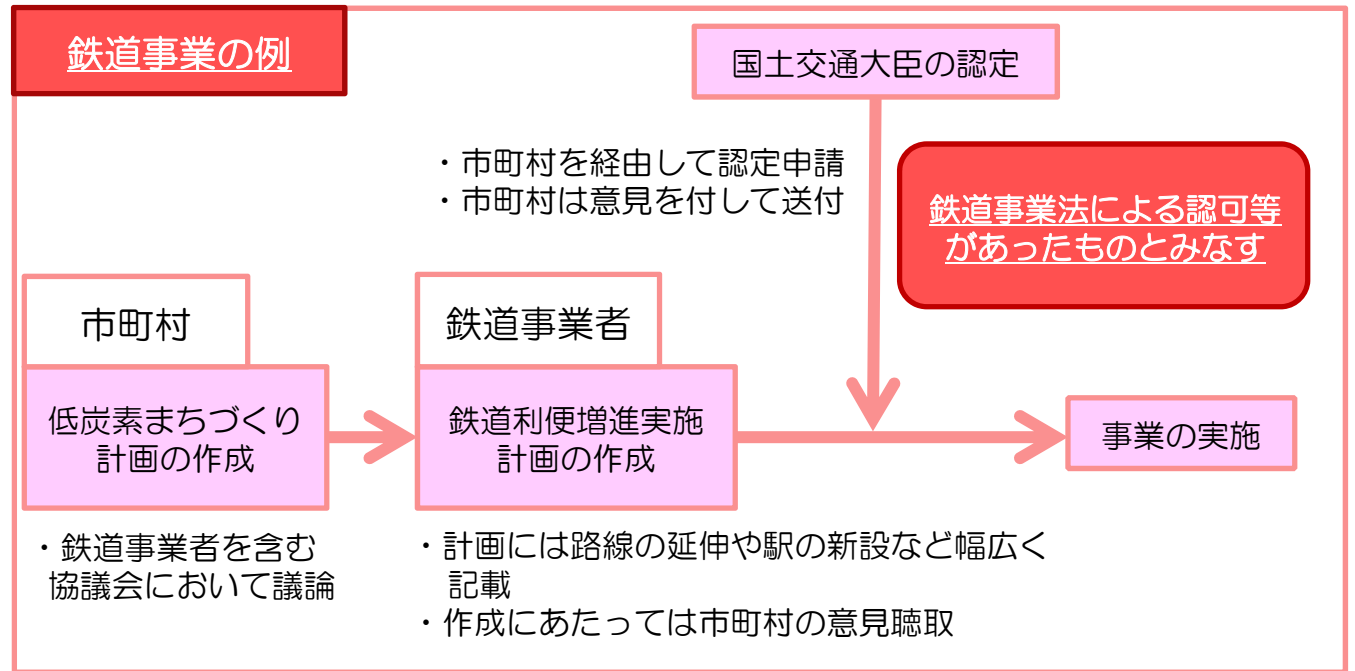 鉄道事業の例
国土交通大臣の認定
・市町村を経由して認定申請
・市町村は意見を付して送付
鉄道事業法による認可等
があったものとみなす
市町村
低炭素まちづくり
計画の作成
・鉄道事業者を含む
協議会において議論
鉄道事業者
鉄道利便増進実施
計画の作成
・計画には路線の延伸や駅の新設など幅広く
記載
・作成にあたっては市町村の意見聴取
事業の実施